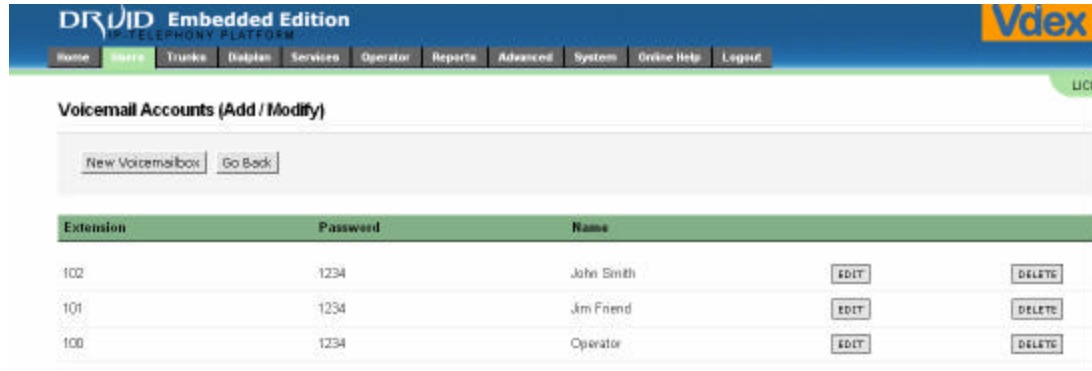 DRUID Embedded Edition
IP-TELEPHONY PLATFORM
Vdex
Home Users Trunks Dialplan Services Operator Reports Advanced System Online Help Logout
LICE
Voicemail Accounts (Add / Modify)
New Voicemailbox Go Back
Extension Password Name
102 1234 John Smith EDIT DELETE
101 1234 Jim Friend EDIT DELETE
100 1234 Operator EDIT DELETE